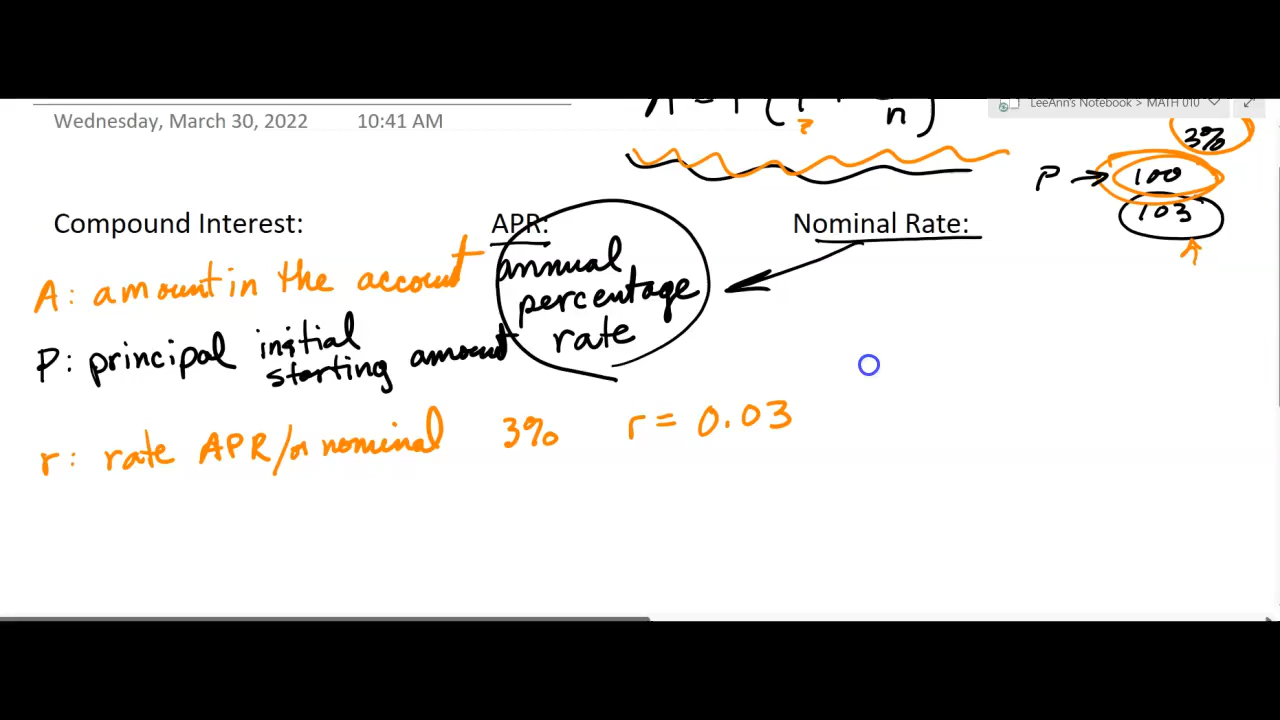 A = P ( 1 + n )
?
LeeAnn's Notebook > MATH 010
Wednesday, March 30, 2022 10:41 AM
3%
P → 100
103
A
Compound Interest: APR: Nominal Rate:
A: amount in the account
annual
percentage
rate
P: principal initial
starting amount
r: rate APR/or nominal 3% r = 0.03